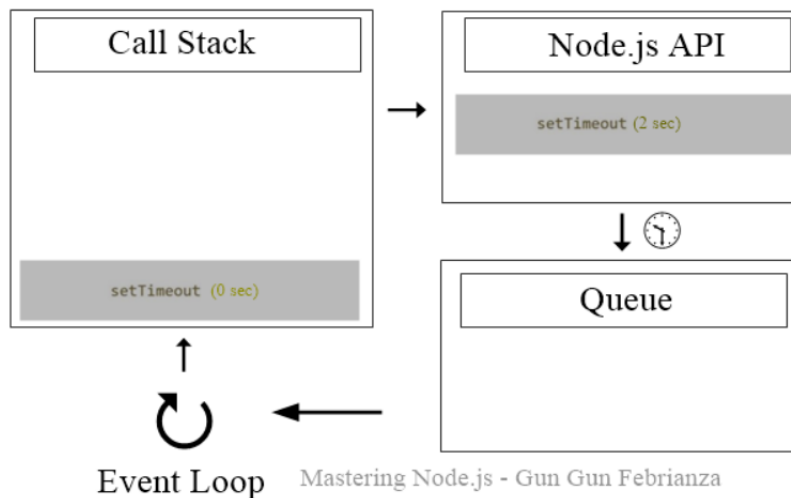 Call Stack
Node.js API
setTimeout (2 sec)
setTimeout (0 sec)
Queue
Event Loop
Mastering Node.js - Gun Gun Febrianza